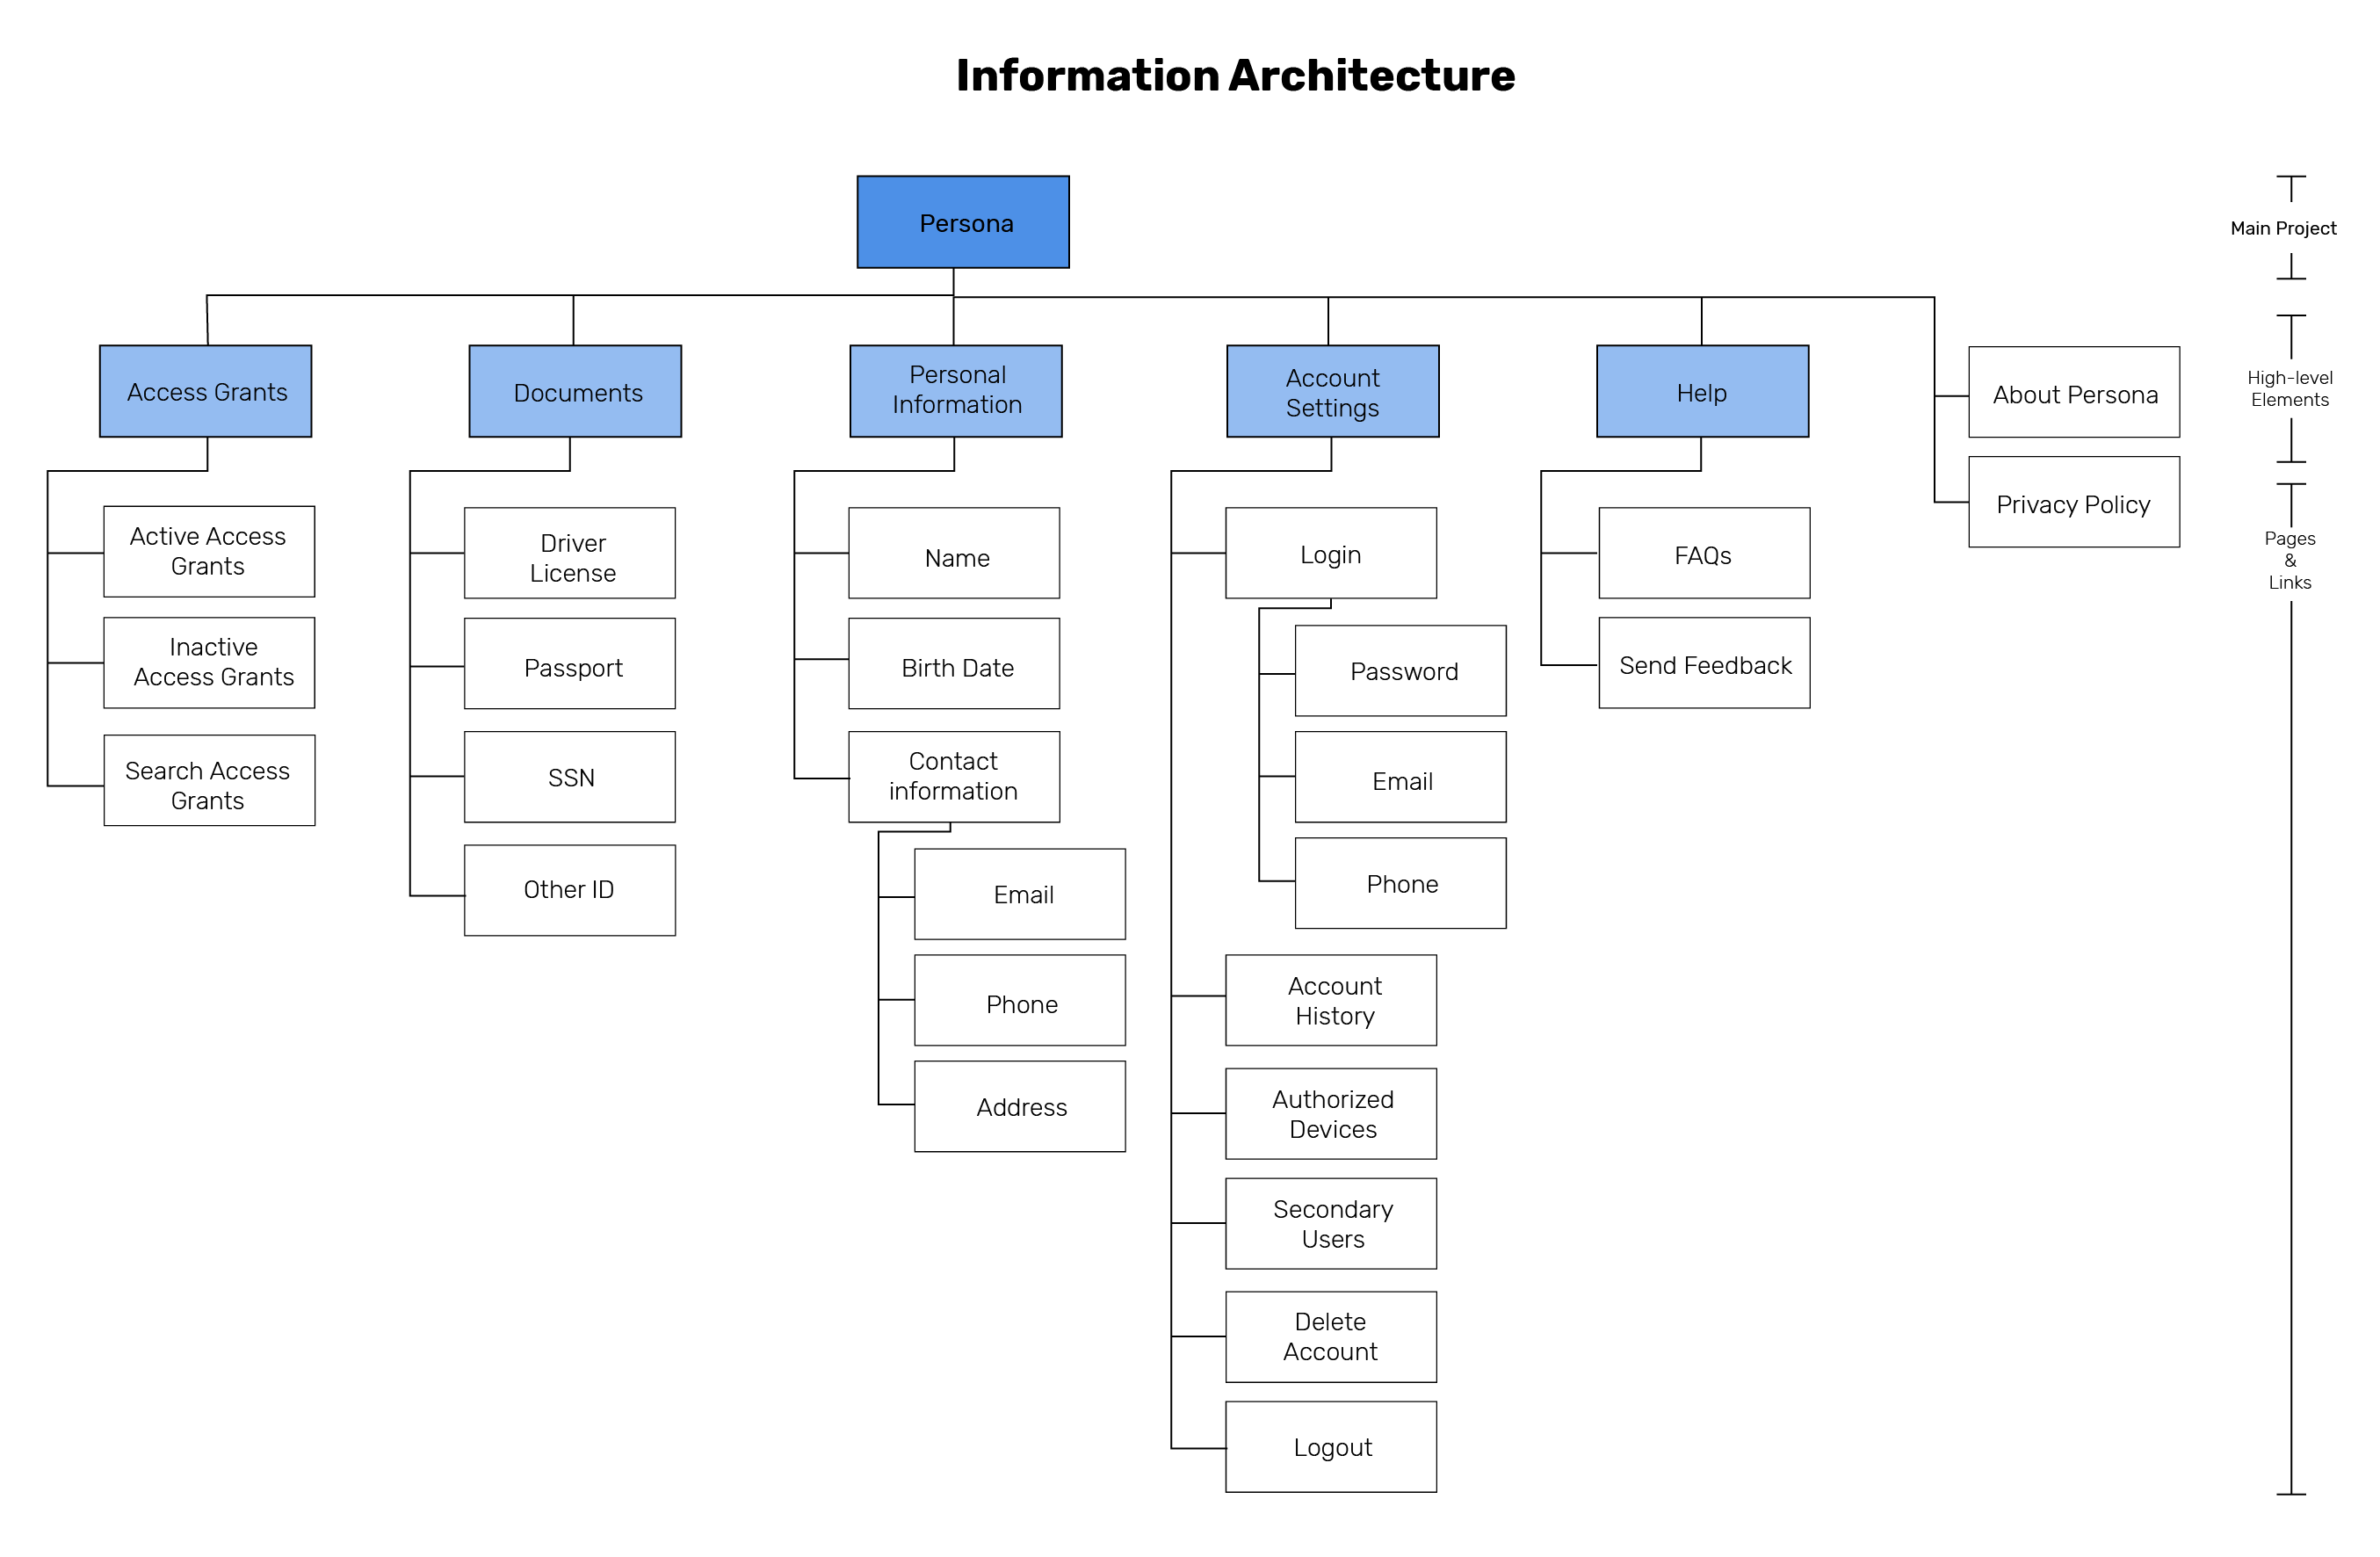 Information Architecture
Persona
Main Project
Access Grants
Documents
Personal
Information
Account
Settings
Help
About Persona
High-level
Elements
Privacy Policy
Pages
&
Links
Active Access
Grants
Inactive
Access Grants
Search Access
Grants
Driver
License
Passport
SSN
Other ID
Name
Birth Date
Contact
information
Email
Phone
Address
Login
Password
Email
Phone
Account
History
Authorized
Devices
Secondary
Users
Delete
Account
Logout
FAQs
Send Feedback